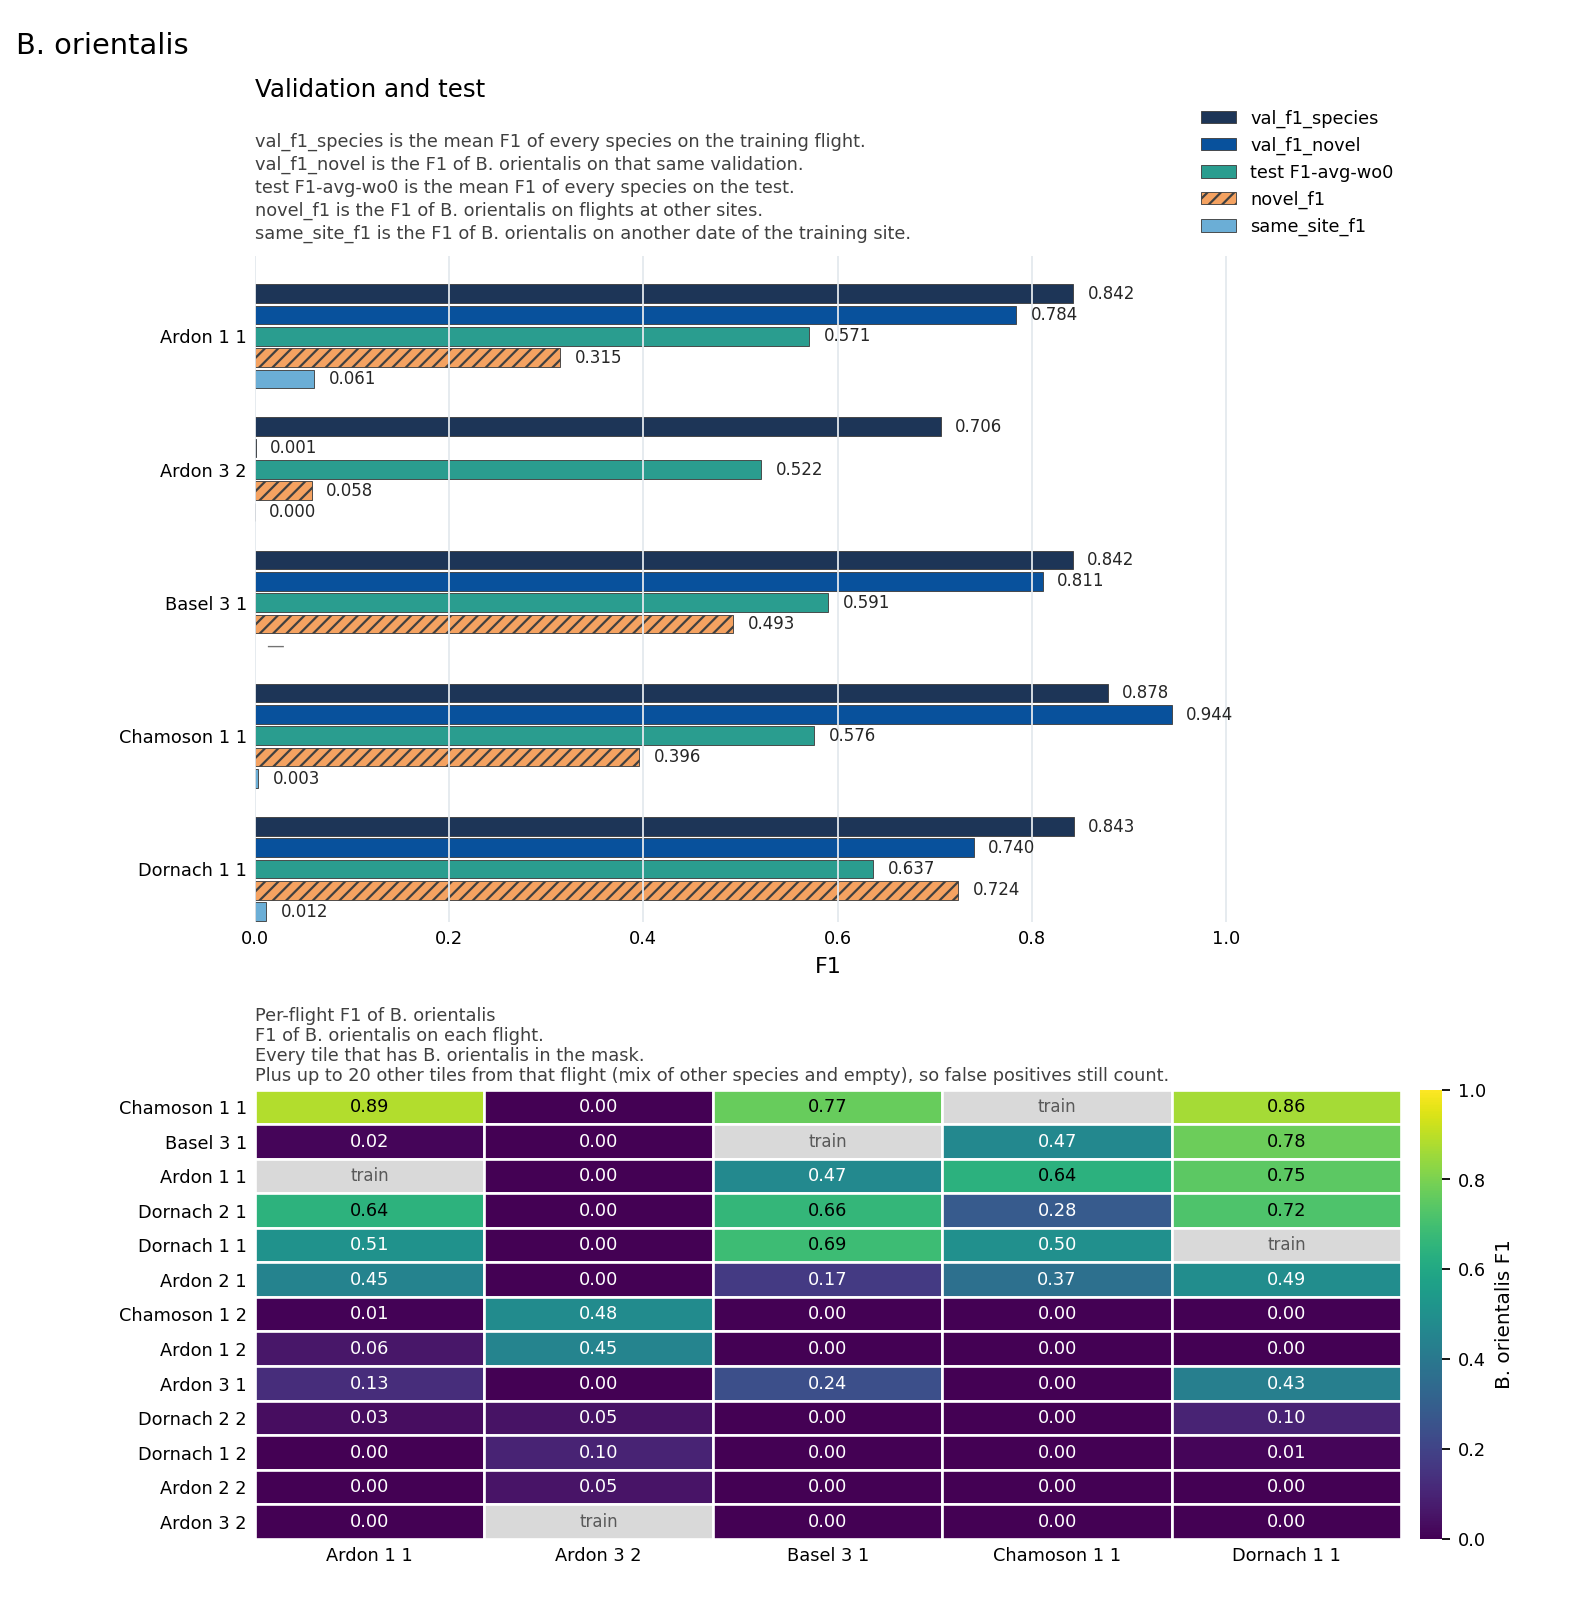 B. orientalis
Validation and test
val_f1_species is the mean F1 of every species on the training flight.
val_f1_novel is the F1 of B. orientalis on that same validation.
test F1-avg-wo0 is the mean F1 of every species on the test.
novel_f1 is the F1 of B. orientalis on flights at other sites.
same_site_f1 is the F1 of B. orientalis on another date of the training site.
val_f1_species
val_f1_novel
test F1-avg-wo0
novel_f1
same_site_f1
Ardon 1 1
0.842
0.784
0.571
0.315
0.061
Ardon 3 2
0.706
0.001
0.522
0.058
0.000
Basel 3 1
0.842
0.811
0.591
0.493
—
Chamoson 1 1
0.878
0.944
0.576
0.396
0.003
Dornach 1 1
0.843
0.740
0.637
0.724
0.012
0.0 0.2 0.4 0.6 0.8 1.0
F1
Per-flight F1 of B. orientalis
F1 of B. orientalis on each flight.
Every tile that has B. orientalis in the mask.
Plus up to 20 other tiles from that flight (mix of other species and empty), so false positives still count.
Chamoson 1 1 0.89 0.00 0.77 train 0.86
Basel 3 1 0.02 0.00 train 0.47 0.78
Ardon 1 1 train 0.00 0.47 0.64 0.75
Dornach 2 1 0.64 0.00 0.66 0.28 0.72
Dornach 1 1 0.51 0.00 0.69 0.50 train
Ardon 2 1 0.45 0.00 0.17 0.37 0.49
Chamoson 1 2 0.01 0.48 0.00 0.00 0.00
Ardon 1 2 0.06 0.45 0.00 0.00 0.00
Ardon 3 1 0.13 0.00 0.24 0.00 0.43
Dornach 2 2 0.03 0.05 0.00 0.00 0.10
Dornach 1 2 0.00 0.10 0.00 0.00 0.01
Ardon 2 2 0.00 0.05 0.00 0.00 0.00
Ardon 3 2 0.00 train 0.00 0.00 0.00
Ardon 1 1 Ardon 3 2 Basel 3 1 Chamoson 1 1 Dornach 1 1
1.0
0.8
0.6
0.4
0.2
0.0
B. orientalis F1